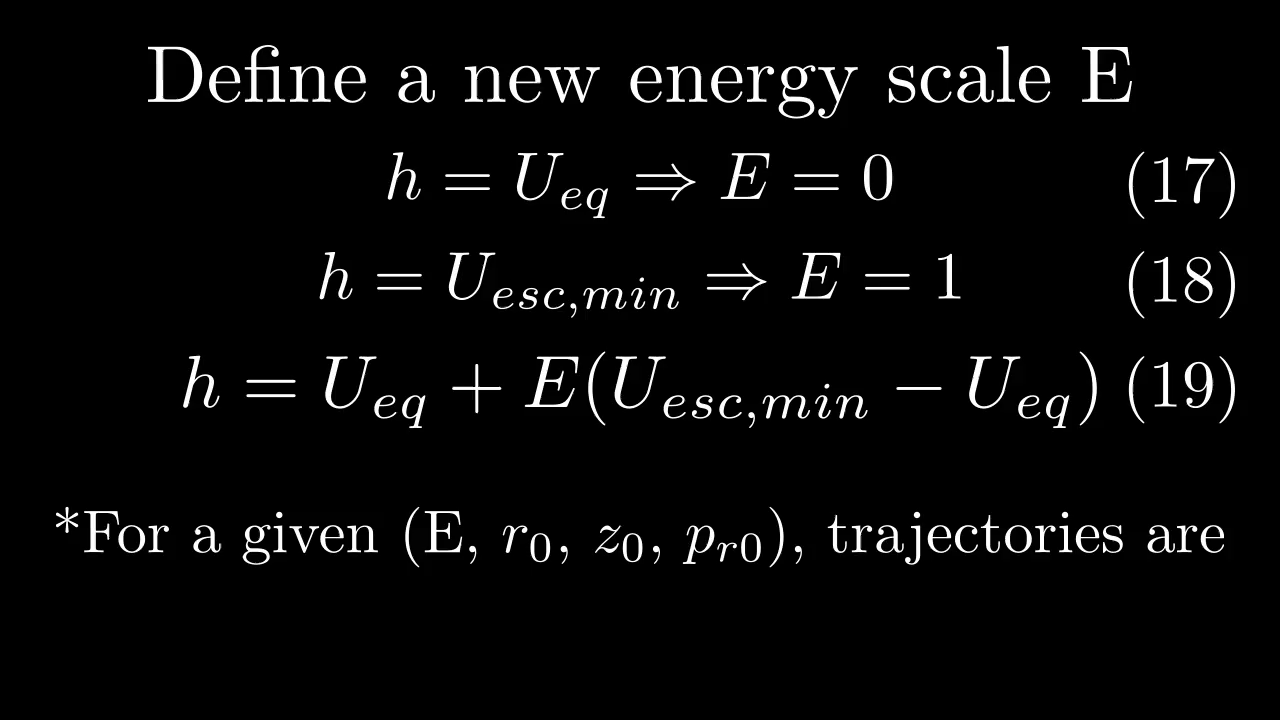 Define a new energy scale E
h = U_{eq} ⇒ E = 0 (17)
h = U_{esc,min} ⇒ E = 1 (18)
h = U_{eq} + E(U_{esc,min} − U_{eq}) (19)
*For a given (E, r_0, z_0, p_{r0}), trajectories are